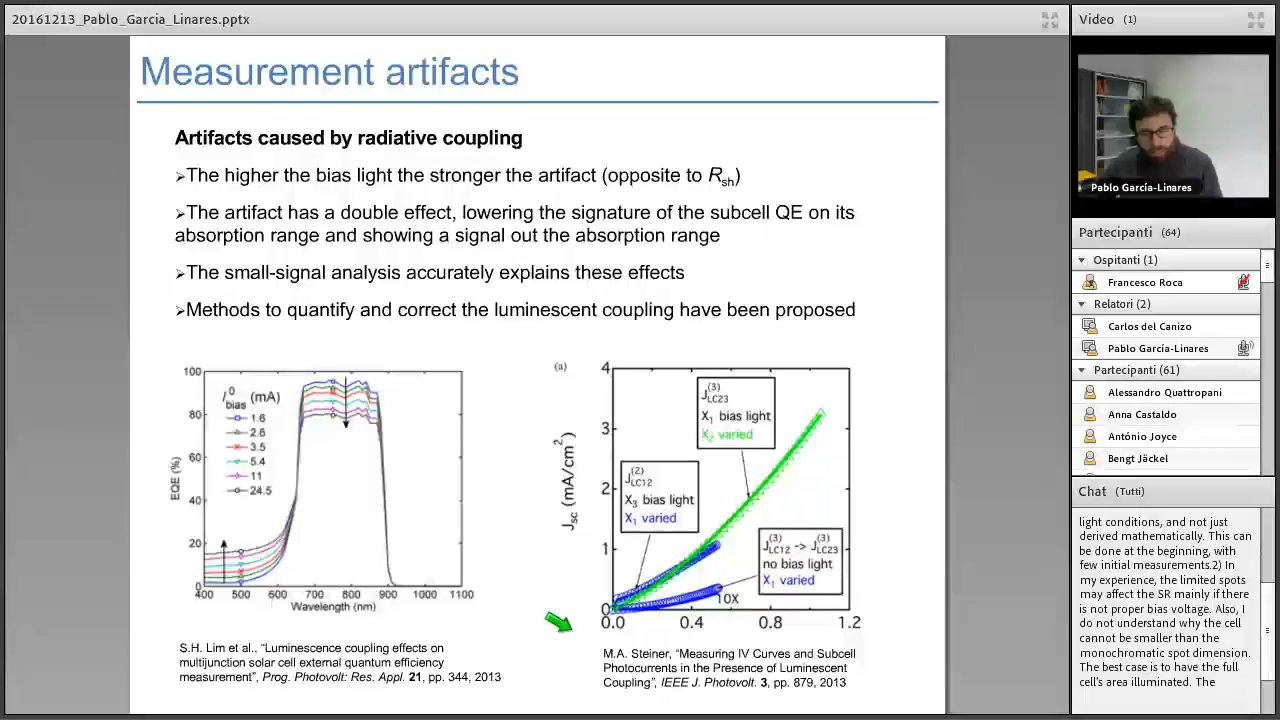 20161213_Pablo_Garcia_Linares.pptx
Measurement artifacts
Artifacts caused by radiative coupling
➢The higher the bias light the stronger the artifact (opposite to Rsh)
➢The artifact has a double effect, lowering the signature of the subcell QE on its
absorption range and showing a signal out the absorption range
➢The small-signal analysis accurately explains these effects
➢Methods to quantify and correct the luminescent coupling have been proposed
100
80
60
40
20
0
EQE (%)
I0bias (mA)
1.6
2.6
3.5
5.4
11
24.5
400 500 600 700 800 900 1000 1100
Wavelength (nm)
S.H. Lim et al., “Luminescence coupling effects on
multijunction solar cell external quantum efficiency
measurement”, Prog. Photovolt: Res. Appl. 21, pp. 344, 2013
(a)
4
3
2
1
0
Jsc (mA/cm2)
J(3)LC23
X1 bias light
X2 varied
J(2)LC12
X3 bias light
X1 varied
J(3)LC12 -> J(3)LC23
no bias light
X1 varied
10X
0.0 0.4 0.8 1.2
M.A. Steiner, “Measuring IV Curves and Subcell
Photocurrents in the Presence of Luminescent
Coupling”, IEEE J. Photovolt. 3, pp. 879, 2013
Video (1)
Pablo García-Linares
Partecipanti (64)
Ospitanti (1)
Francesco Roca
Relatori (2)
Carlos del Canizo
Pablo García-Linares
Partecipanti (61)
Alessandro Quattropani
Anna Castaldo
António Joyce
Bengt Jäckel
Chat (Tutti)
light conditions, and not just
derived mathematically. This can
be done at the beginning, with
few initial measurements.2) In
my experience, the limited spots
may affect the SR mainly if there
is not proper bias voltage. Also, I
do not understand why the cell
cannot be smaller than the
monochromatic spot dimension.
The best case is to have the full
cell's area illuminated. The